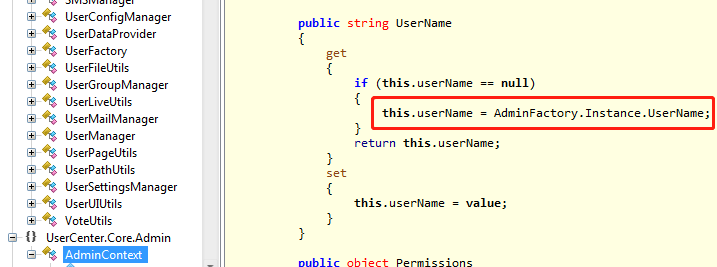 SMSManager
UserConfigManager
UserDataProvider
UserFactory
UserFileUtils
UserGroupManager
UserLiveUtils
UserMailManager
UserManager
UserPageUtils
UserPathUtils
UserSettingsManager
UserUIUtils
VoteUtils
{} UserCenter.Core.Admin
AdminContext
public string UserName
{
get
{
if (this.userName == null)
{
this.userName = AdminFactory.Instance.UserName;
}
return this.userName;
}
set
{
this.userName = value;
}
}
public object Permissions